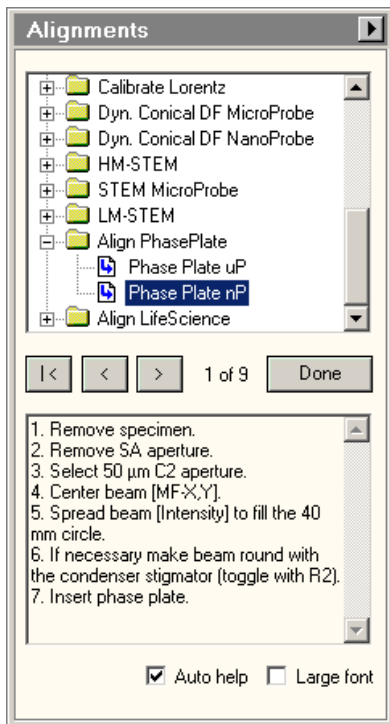 Alignments
Calibrate Lorentz
Dyn. Conical DF MicroProbe
Dyn. Conical DF NanoProbe
HM-STEM
STEM MicroProbe
LM-STEM
Align PhasePlate
Phase Plate uP
Phase Plate nP
Align LifeScience
|< < > 1 of 9 Done
1. Remove specimen.
2. Remove SA aperture.
3. Select 50 µm C2 aperture.
4. Center beam [MF-X,Y].
5. Spread beam [Intensity] to fill the 40
mm circle.
6. If necessary make beam round with
the condenser stigmator (toggle with R2).
7. Insert phase plate.
Auto help Large font